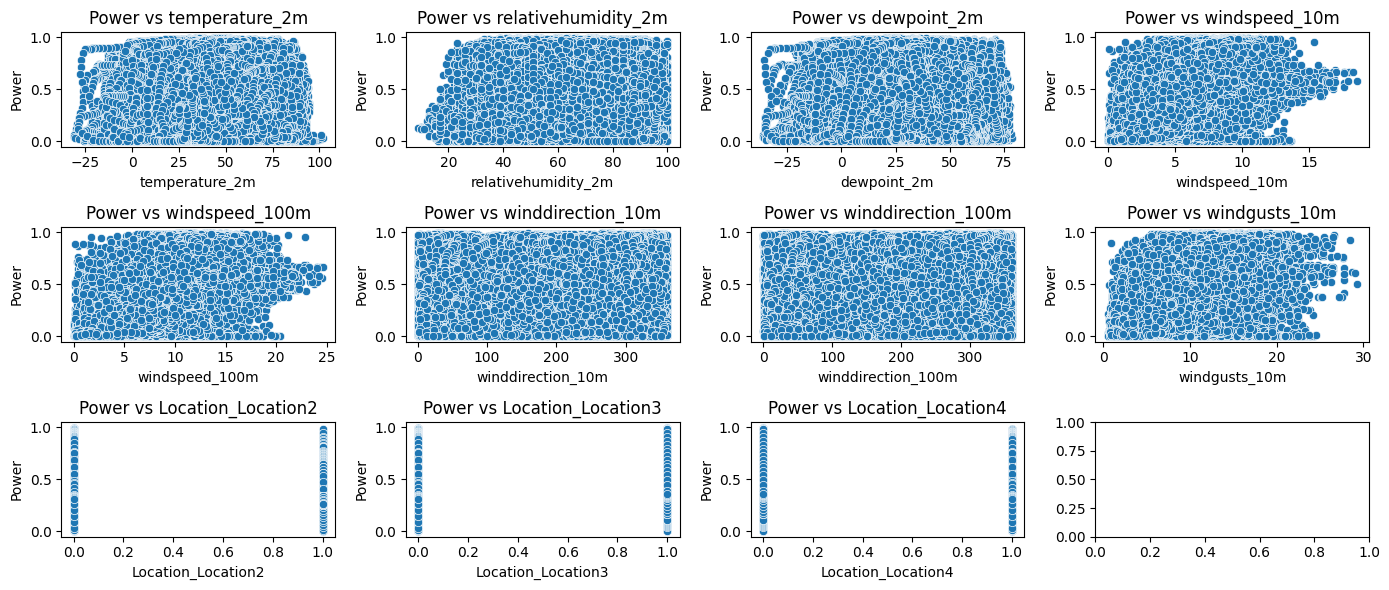 Power vs temperature_2m
Power vs relativehumidity_2m
Power vs dewpoint_2m
Power vs windspeed_10m
1.0
0.5
0.0
Power
−25 0 25 50 75 100
temperature_2m
1.0
0.5
0.0
Power
20 40 60 80 100
relativehumidity_2m
1.0
0.5
0.0
Power
−25 0 25 50 75
dewpoint_2m
1.0
0.5
0.0
Power
0 5 10 15
windspeed_10m
Power vs windspeed_100m
Power vs winddirection_10m
Power vs winddirection_100m
Power vs windgusts_10m
1.0
0.5
0.0
Power
0 5 10 15 20 25
windspeed_100m
1.0
0.5
0.0
Power
0 100 200 300
winddirection_10m
1.0
0.5
0.0
Power
0 100 200 300
winddirection_100m
1.0
0.5
0.0
Power
0 10 20 30
windgusts_10m
Power vs Location_Location2
Power vs Location_Location3
Power vs Location_Location4
1.0
0.5
0.0
Power
0.0 0.2 0.4 0.6 0.8 1.0
Location_Location2
1.0
0.5
0.0
Power
0.0 0.2 0.4 0.6 0.8 1.0
Location_Location3
1.0
0.5
0.0
Power
0.0 0.2 0.4 0.6 0.8 1.0
Location_Location4
1.00
0.75
0.50
0.25
0.00
0.0 0.2 0.4 0.6 0.8 1.0